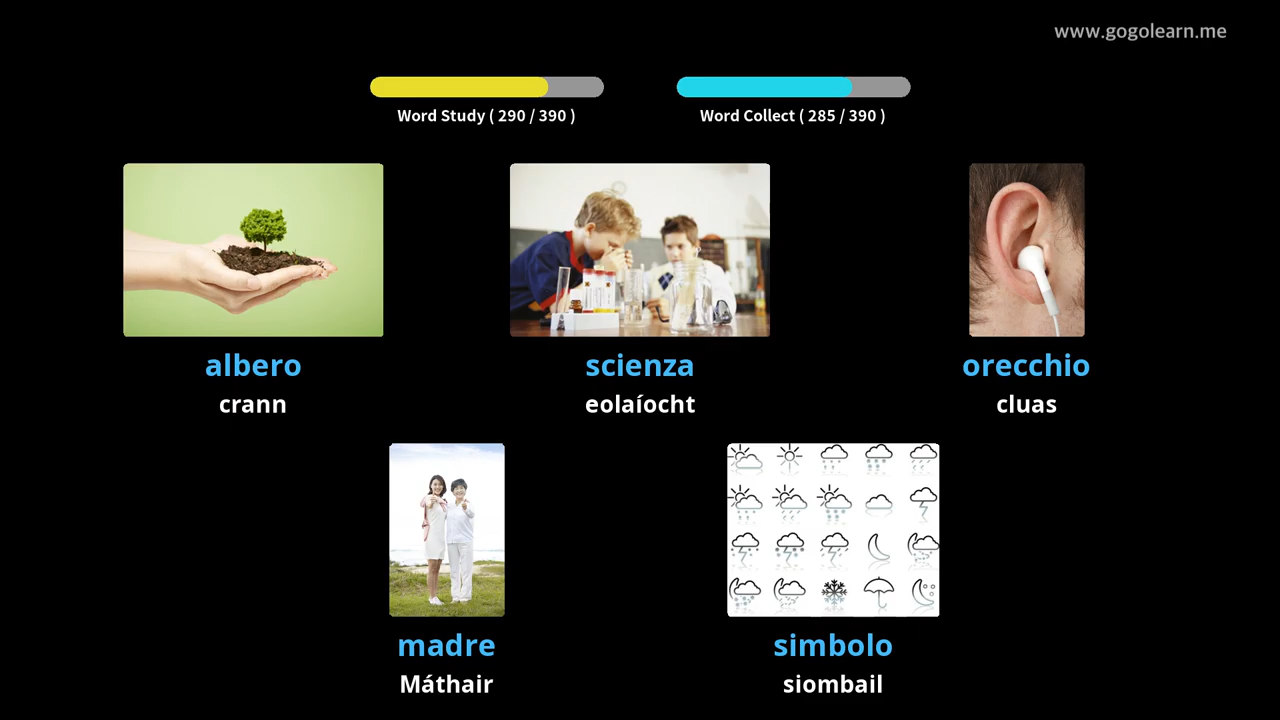 www.gogolearn.me
Word Study ( 290 / 390 )
Word Collect ( 285 / 390 )
albero
crann
scienza
eolaíocht
orecchio
cluas
madre
Máthair
simbolo
siombail